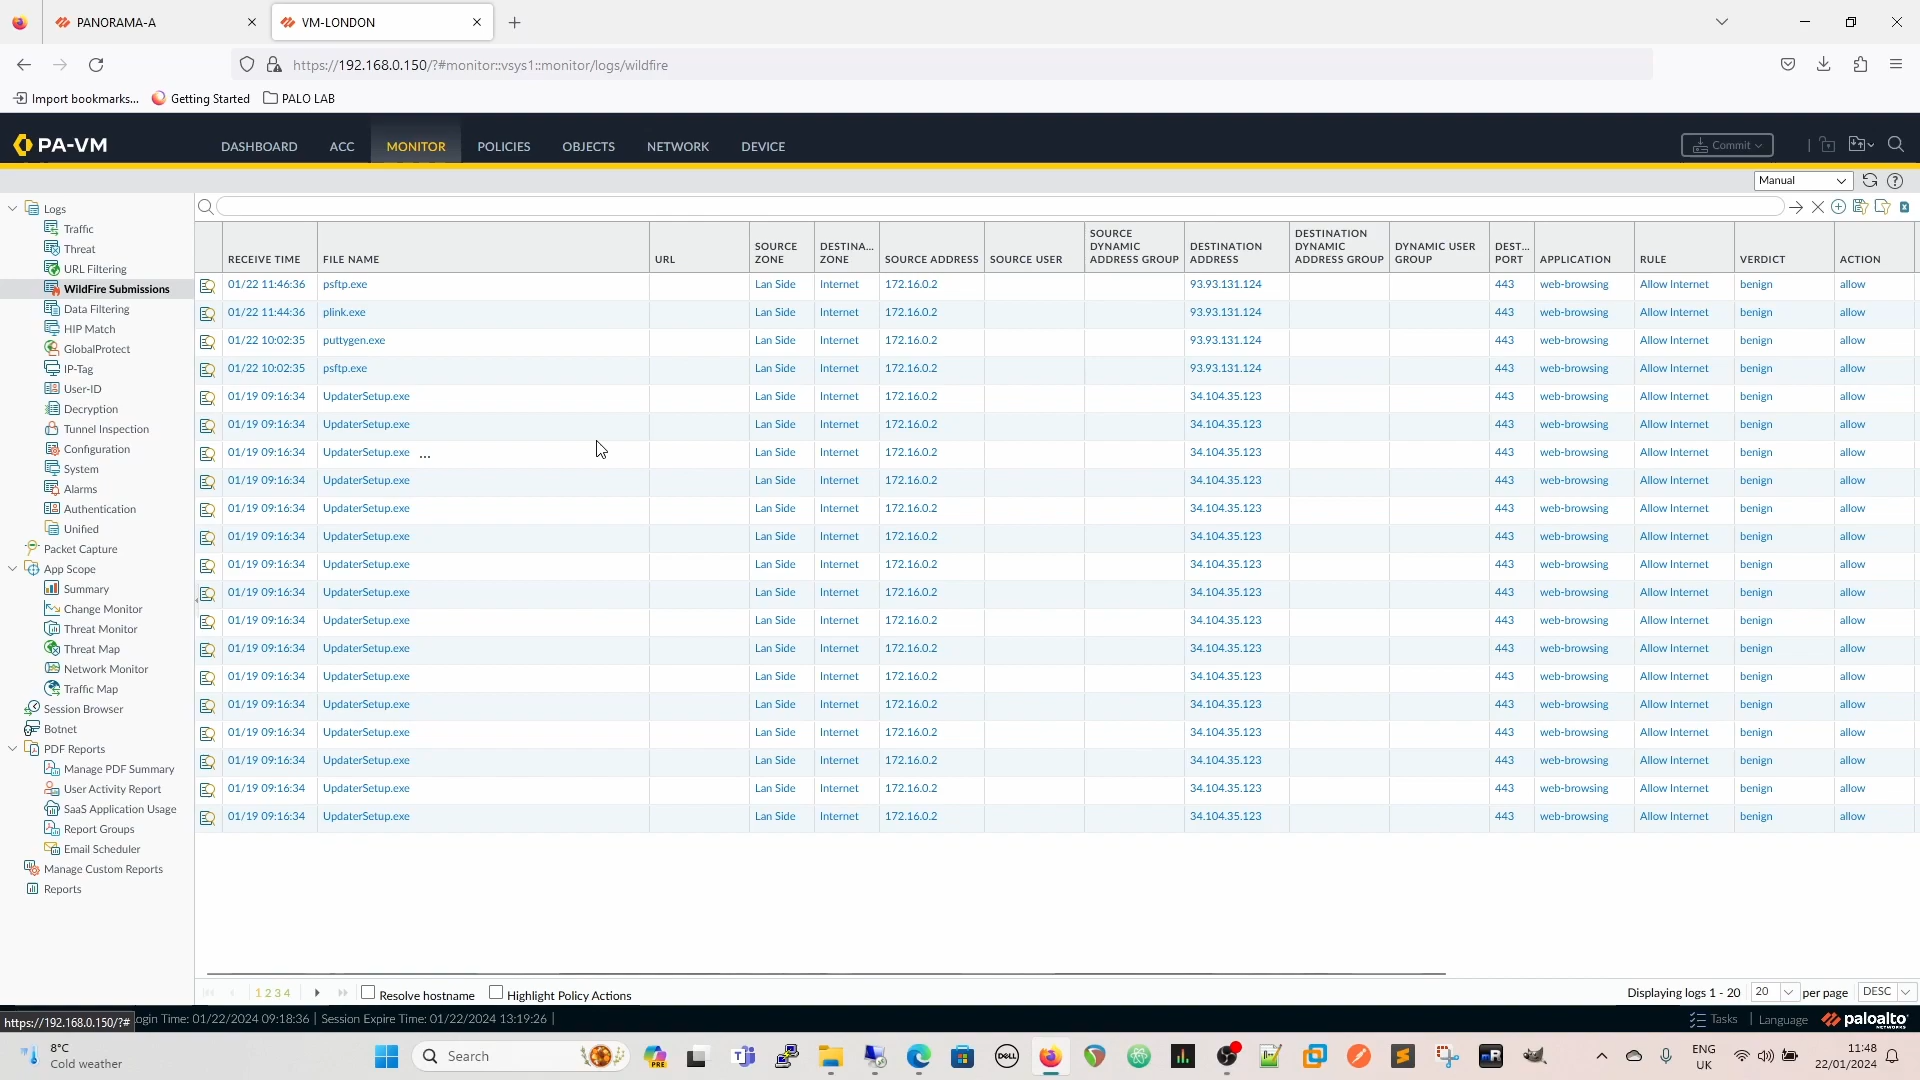 PANORAMA-A
VM-LONDON
https://192.168.0.150/?#monitor::vsys1::monitor/logs/wildfire
Import bookmarks... Getting Started PALO LAB
PA-VM DASHBOARD ACC MONITOR POLICIES OBJECTS NETWORK DEVICE Commit
Manual
Logs
Traffic
Threat
URL Filtering
WildFire Submissions
Data Filtering
HIP Match
GlobalProtect
IP-Tag
User-ID
Decryption
Tunnel Inspection
Configuration
System
Alarms
Authentication
Unified
Packet Capture
App Scope
Summary
Change Monitor
Threat Monitor
Threat Map
Network Monitor
Traffic Map
Session Browser
Botnet
PDF Reports
Manage PDF Summary
User Activity Report
SaaS Application Usage
Report Groups
Email Scheduler
Manage Custom Reports
Reports
RECEIVE TIME FILE NAME URL SOURCE ZONE DESTINA... ZONE SOURCE ADDRESS SOURCE USER SOURCE DYNAMIC ADDRESS GROUP DESTINATION ADDRESS DESTINATION DYNAMIC ADDRESS GROUP DYNAMIC USER GROUP DEST... PORT APPLICATION RULE VERDICT ACTION
01/22 11:46:36 psftp.exe Lan Side Internet 172.16.0.2 93.93.131.124 443 web-browsing Allow Internet benign allow
01/22 11:44:36 plink.exe Lan Side Internet 172.16.0.2 93.93.131.124 443 web-browsing Allow Internet benign allow
01/22 10:02:35 puttygen.exe Lan Side Internet 172.16.0.2 93.93.131.124 443 web-browsing Allow Internet benign allow
01/22 10:02:35 psftp.exe Lan Side Internet 172.16.0.2 93.93.131.124 443 web-browsing Allow Internet benign allow
01/19 09:16:34 UpdaterSetup.exe Lan Side Internet 172.16.0.2 34.104.35.123 443 web-browsing Allow Internet benign allow
01/19 09:16:34 UpdaterSetup.exe Lan Side Internet 172.16.0.2 34.104.35.123 443 web-browsing Allow Internet benign allow
01/19 09:16:34 UpdaterSetup.exe ... Lan Side Internet 172.16.0.2 34.104.35.123 443 web-browsing Allow Internet benign allow
01/19 09:16:34 UpdaterSetup.exe Lan Side Internet 172.16.0.2 34.104.35.123 443 web-browsing Allow Internet benign allow
01/19 09:16:34 UpdaterSetup.exe Lan Side Internet 172.16.0.2 34.104.35.123 443 web-browsing Allow Internet benign allow
01/19 09:16:34 UpdaterSetup.exe Lan Side Internet 172.16.0.2 34.104.35.123 443 web-browsing Allow Internet benign allow
01/19 09:16:34 UpdaterSetup.exe Lan Side Internet 172.16.0.2 34.104.35.123 443 web-browsing Allow Internet benign allow
01/19 09:16:34 UpdaterSetup.exe Lan Side Internet 172.16.0.2 34.104.35.123 443 web-browsing Allow Internet benign allow
01/19 09:16:34 UpdaterSetup.exe Lan Side Internet 172.16.0.2 34.104.35.123 443 web-browsing Allow Internet benign allow
01/19 09:16:34 UpdaterSetup.exe Lan Side Internet 172.16.0.2 34.104.35.123 443 web-browsing Allow Internet benign allow
01/19 09:16:34 UpdaterSetup.exe Lan Side Internet 172.16.0.2 34.104.35.123 443 web-browsing Allow Internet benign allow
01/19 09:16:34 UpdaterSetup.exe Lan Side Internet 172.16.0.2 34.104.35.123 443 web-browsing Allow Internet benign allow
01/19 09:16:34 UpdaterSetup.exe Lan Side Internet 172.16.0.2 34.104.35.123 443 web-browsing Allow Internet benign allow
01/19 09:16:34 UpdaterSetup.exe Lan Side Internet 172.16.0.2 34.104.35.123 443 web-browsing Allow Internet benign allow
01/19 09:16:34 UpdaterSetup.exe Lan Side Internet 172.16.0.2 34.104.35.123 443 web-browsing Allow Internet benign allow
01/19 09:16:34 UpdaterSetup.exe Lan Side Internet 172.16.0.2 34.104.35.123 443 web-browsing Allow Internet benign allow
1 2 3 4 Resolve hostname Highlight Policy Actions Displaying logs 1 - 20 20 per page DESC
https://192.168.0.150/?# ogin Time: 01/22/2024 09:18:36 | Session Expire Time: 01/22/2024 13:19:26 | Tasks | Language paloalto NETWORKS
8°C
Cold weather
Search
PRE
DELL
mR
ENG
UK
11:48
22/01/2024